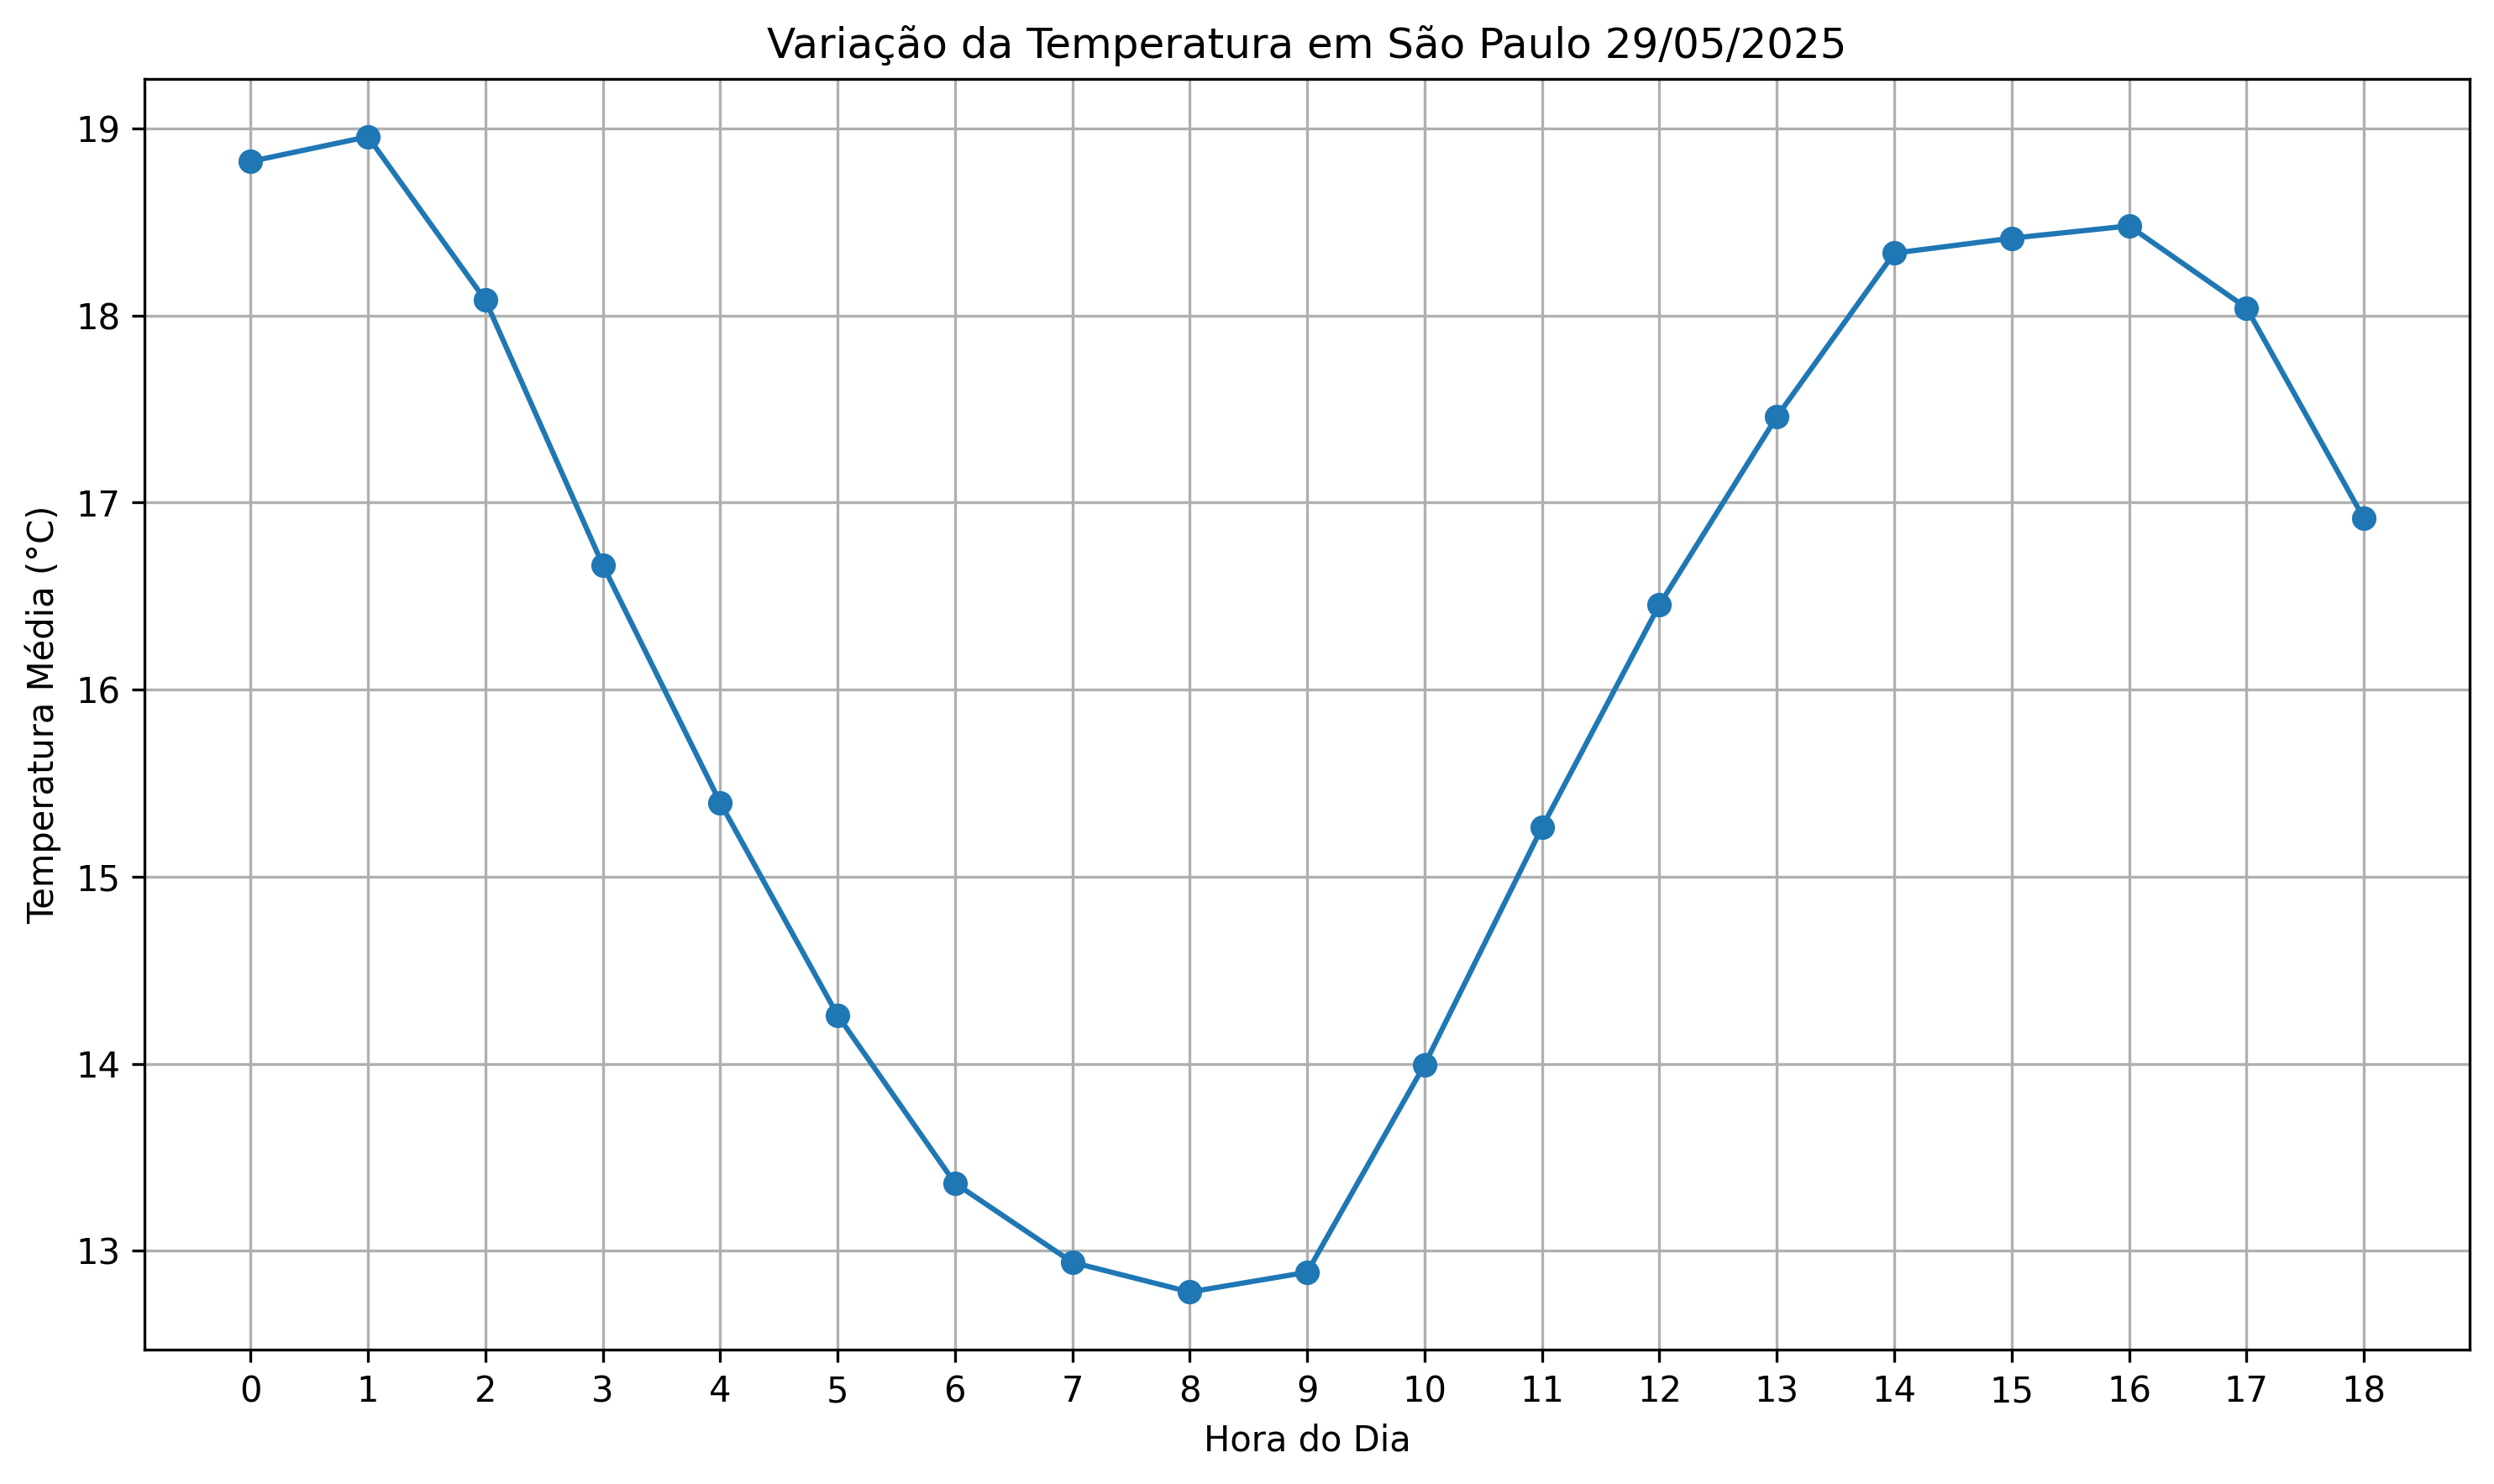 Variação da Temperatura em São Paulo 29/05/2025
Temperatura Média (°C)
19
18
17
16
15
14
13
0 1 2 3 4 5 6 7 8 9 10 11 12 13 14 15 16 17 18
Hora do Dia